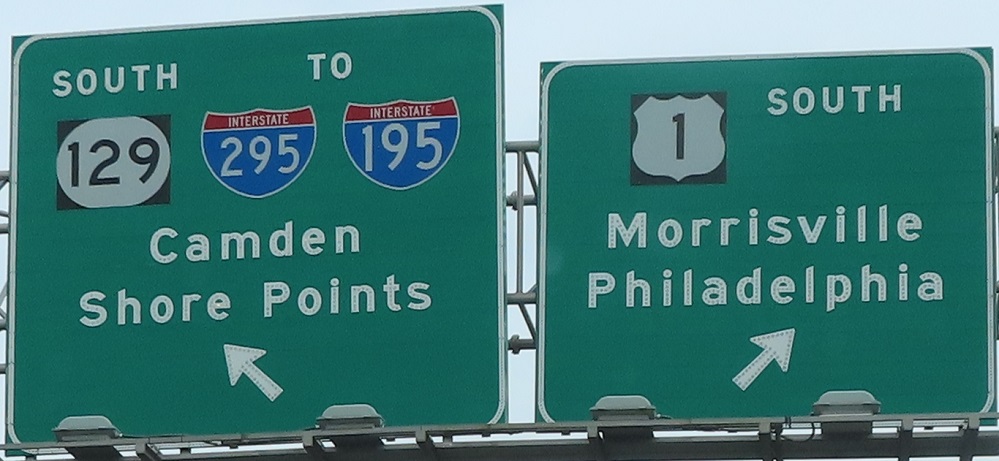 SOUTH TO
129 INTERSTATE 295 INTERSTATE 195
Camden
Shore Points
1 SOUTH
Morrisville
Philadelphia